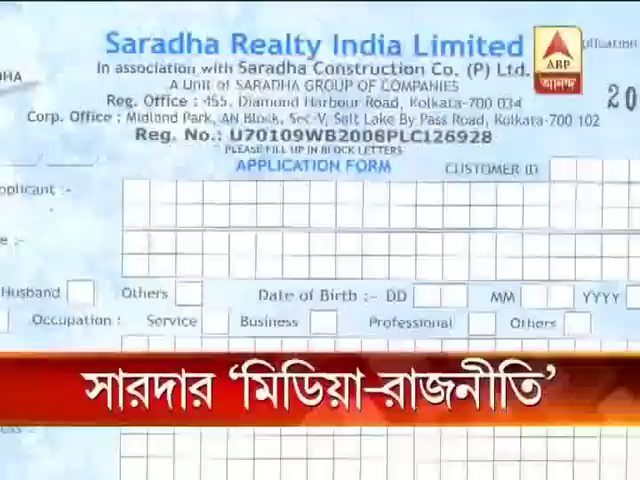 Saradha Realty India Limited
In association with Saradha Construction Co. (P) Ltd.
A Unit of SARADHA GROUP OF COMPANIES
Reg. Office : 455, Diamond Harbour Road, Kolkata-700 034
Corp. Office : Midland Park, AN Block, Sec-V, Salt Lake By Pass Road, Kolkata-700 102
Reg. No.: U70109WB2006PLC126928
PLEASE FILL UP IN BLOCK LETTERS
APPLICATION FORM
CUSTOMER ID
ABP
আনন্দ
20
Husband Others Date of Birth :- DD MM YYYY
Occupation : Service Business Professional Others
সারদার ‘মিডিয়া-রাজনীতি’